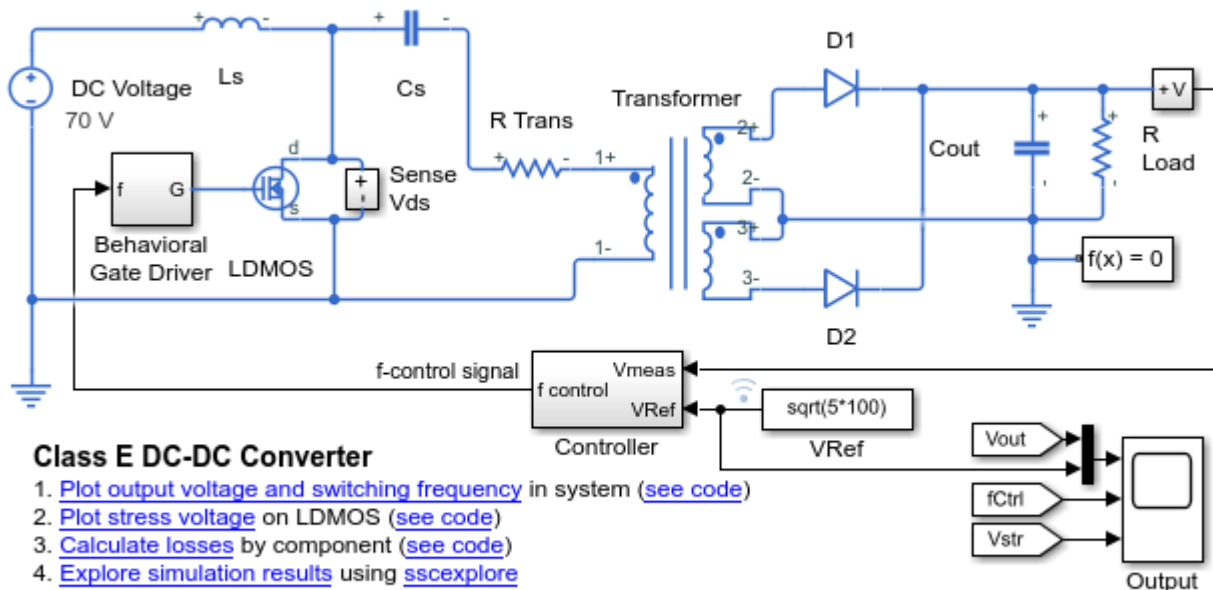 + -
Ls
+ -
Cs
DC Voltage
70 V
+
-
R Trans
+ -
Transformer
1+
1-
2+
2-
3+
3-
D1
D2
Cout
+
-
+
-
R
Load
+V
f G
Behavioral
Gate Driver
d
s
LDMOS
+
-
Sense
Vds
f(x) = 0
f-control signal
f control
Vmeas
VRef
Controller
sqrt(5*100)
VRef
Vout
fCtrl
Vstr
Output
Class E DC-DC Converter
1. Plot output voltage and switching frequency in system (see code)
2. Plot stress voltage on LDMOS (see code)
3. Calculate losses by component (see code)
4. Explore simulation results using sscexplore